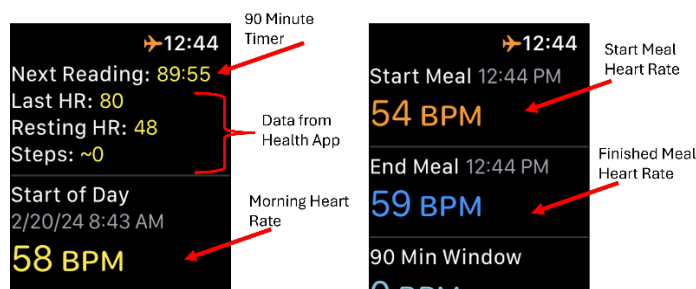 90 Minute
Timer
12:44
Next Reading: 89:55
Last HR: 80
Resting HR: 48
Steps: ~0
Data from
Health App
Start of Day
2/20/24 8:43 AM
58 BPM
Morning Heart
Rate
12:44
Start Meal 12:44 PM
54 BPM
Start Meal
Heart Rate
End Meal 12:44 PM
59 BPM
Finished Meal
Heart Rate
90 Min Window